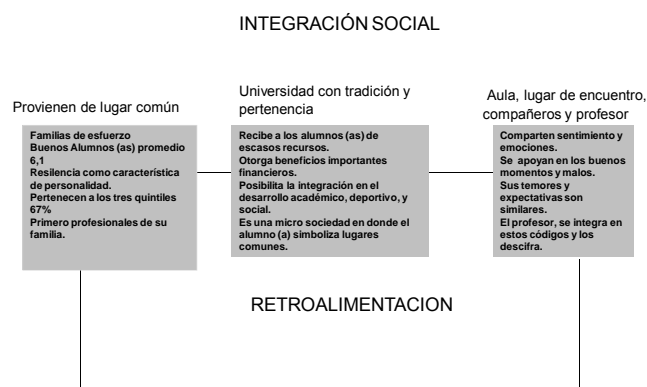 INTEGRACIÓN SOCIAL
Provienen de lugar común
Familias de esfuerzo
Buenos Alumnos (as) promedio
6,1
Resilencia como característica
de personalidad.
Pertenecen a los tres quintiles
67%
Primero profesionales de su
familia.
Universidad con tradición y
pertenencia
Recibe a los alumnos (as) de
escasos recursos.
Otorga beneficios importantes
financieros.
Posibilita la integración en el
desarrollo académico, deportivo, y
social.
Es una micro sociedad en donde el
alumno (a) simboliza lugares
comunes.
Aula, lugar de encuentro,
compañeros y profesor
Comparten sentimiento y
emociones.
Se apoyan en los buenos
momentos y malos.
Sus temores y
expectativas son
similares.
El profesor, se integra en
estos códigos y los
descifra.
RETROALIMENTACION